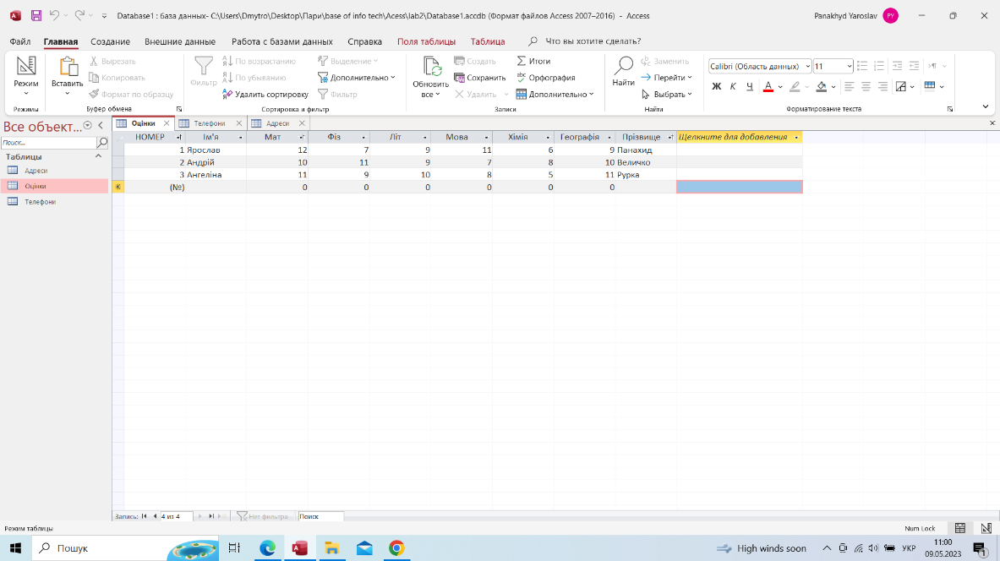 Database1 : база данных- C:\Users\Dmytro\Desktop\Пари\base of info tech\Acess\lab2\Database1.accdb (Формат файлов Access 2007–2016) - Access
Panakhyd Yaroslav PY
Файл Главная Создание Внешние данные Работа с базами данных Справка Поля таблицы Таблица Что вы хотите сделать?
Режим
Режимы
Вставить
Вырезать
Копировать
Формат по образцу
Буфер обмена
Фильтр
По возрастанию
По убыванию
Удалить сортировку
Выделение
Дополнительно
Фильтр
Сортировка и фильтр
Обновить все
Создать
Сохранить
Удалить
Итоги
Орфография
Дополнительно
Записи
Найти
Заменить
Перейти
Выбрать
Найти
Calibri (Область данных) 11
Ж К Ч А
Форматирование текста
Все объект...
Поиск...
Таблицы
Адреси
Оцінки
Телефони
Оцінки Телефони Адреси
НОМЕР Ім'я Мат Фіз Літ Мова Хімія Географія Прізвище Щелкните для добавления
1 Ярослав 12 7 9 11 6 9 Панахид
2 Андрій 10 11 9 7 8 10 Величко
3 Ангеліна 11 9 10 8 5 11 Рурка
(№) 0 0 0 0 0 0
Запись: 4 из 4 Нет фильтра Поиск
Режим таблицы Num Lock
Пошук High winds soon УКР 11:00
09.05.2023 1